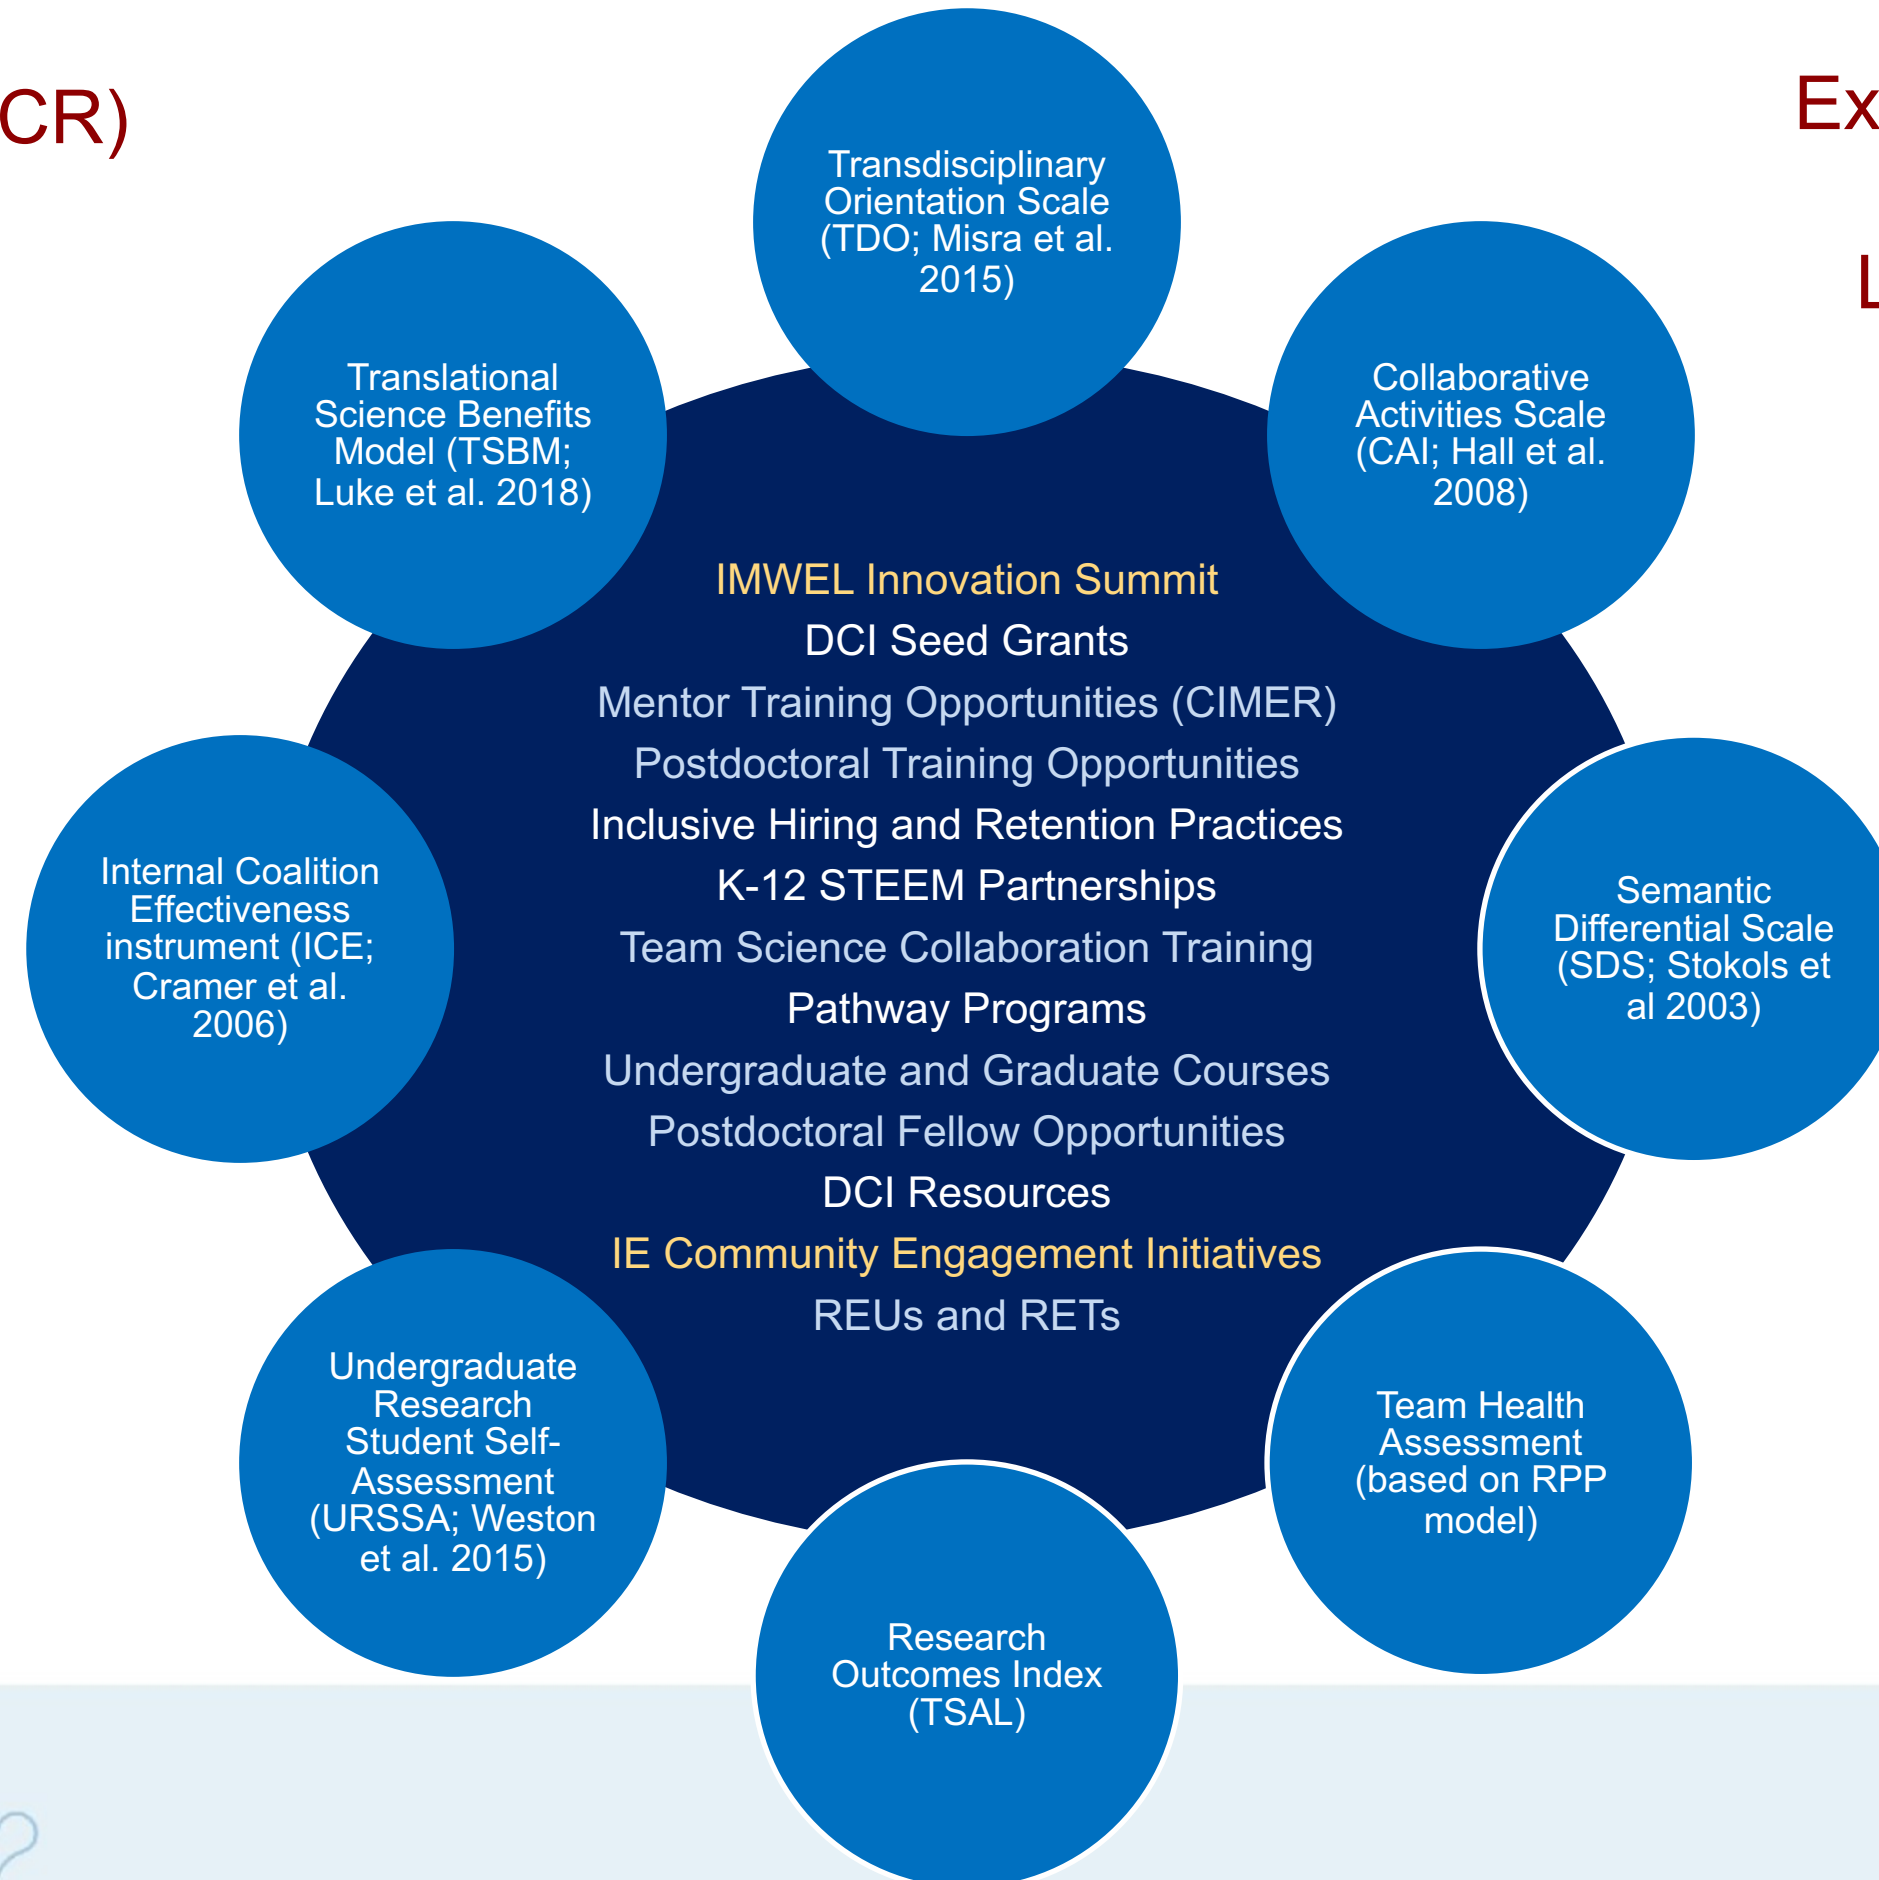 CR)
Ex
L
Transdisciplinary
Orientation Scale
(TDO; Misra et al.
2015)
Translational
Science Benefits
Model (TSBM;
Luke et al. 2018)
Collaborative
Activities Scale
(CAI; Hall et al.
2008)
IMWEL Innovation Summit
DCI Seed Grants
Mentor Training Opportunities (CIMER)
Postdoctoral Training Opportunities
Inclusive Hiring and Retention Practices
K-12 STEEM Partnerships
Team Science Collaboration Training
Pathway Programs
Undergraduate and Graduate Courses
Postdoctoral Fellow Opportunities
DCI Resources
IE Community Engagement Initiatives
REUs and RETs
Internal Coalition
Effectiveness
instrument (ICE;
Cramer et al.
2006)
Semantic
Differential Scale
(SDS; Stokols et
al 2003)
Undergraduate
Research
Student Self-
Assessment
(URSSA; Weston
et al. 2015)
Team Health
Assessment
(based on RPP
model)
Research
Outcomes Index
(TSAL)